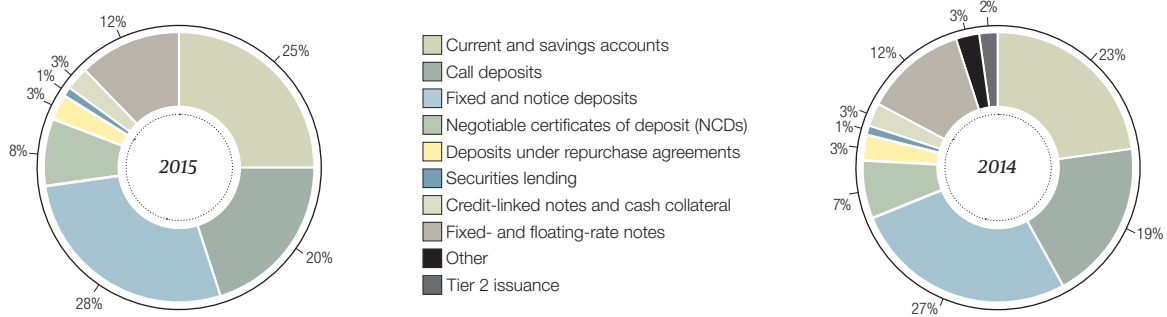 12%
25%
3%
1%
3%
8%
2015
20%
28%
Current and savings accounts
Call deposits
Fixed and notice deposits
Negotiable certificates of deposit (NCDs)
Deposits under repurchase agreements
Securities lending
Credit-linked notes and cash collateral
Fixed- and floating-rate notes
Other
Tier 2 issuance
2%
3%
12%
23%
3%
1%
3%
7%
2014
19%
27%